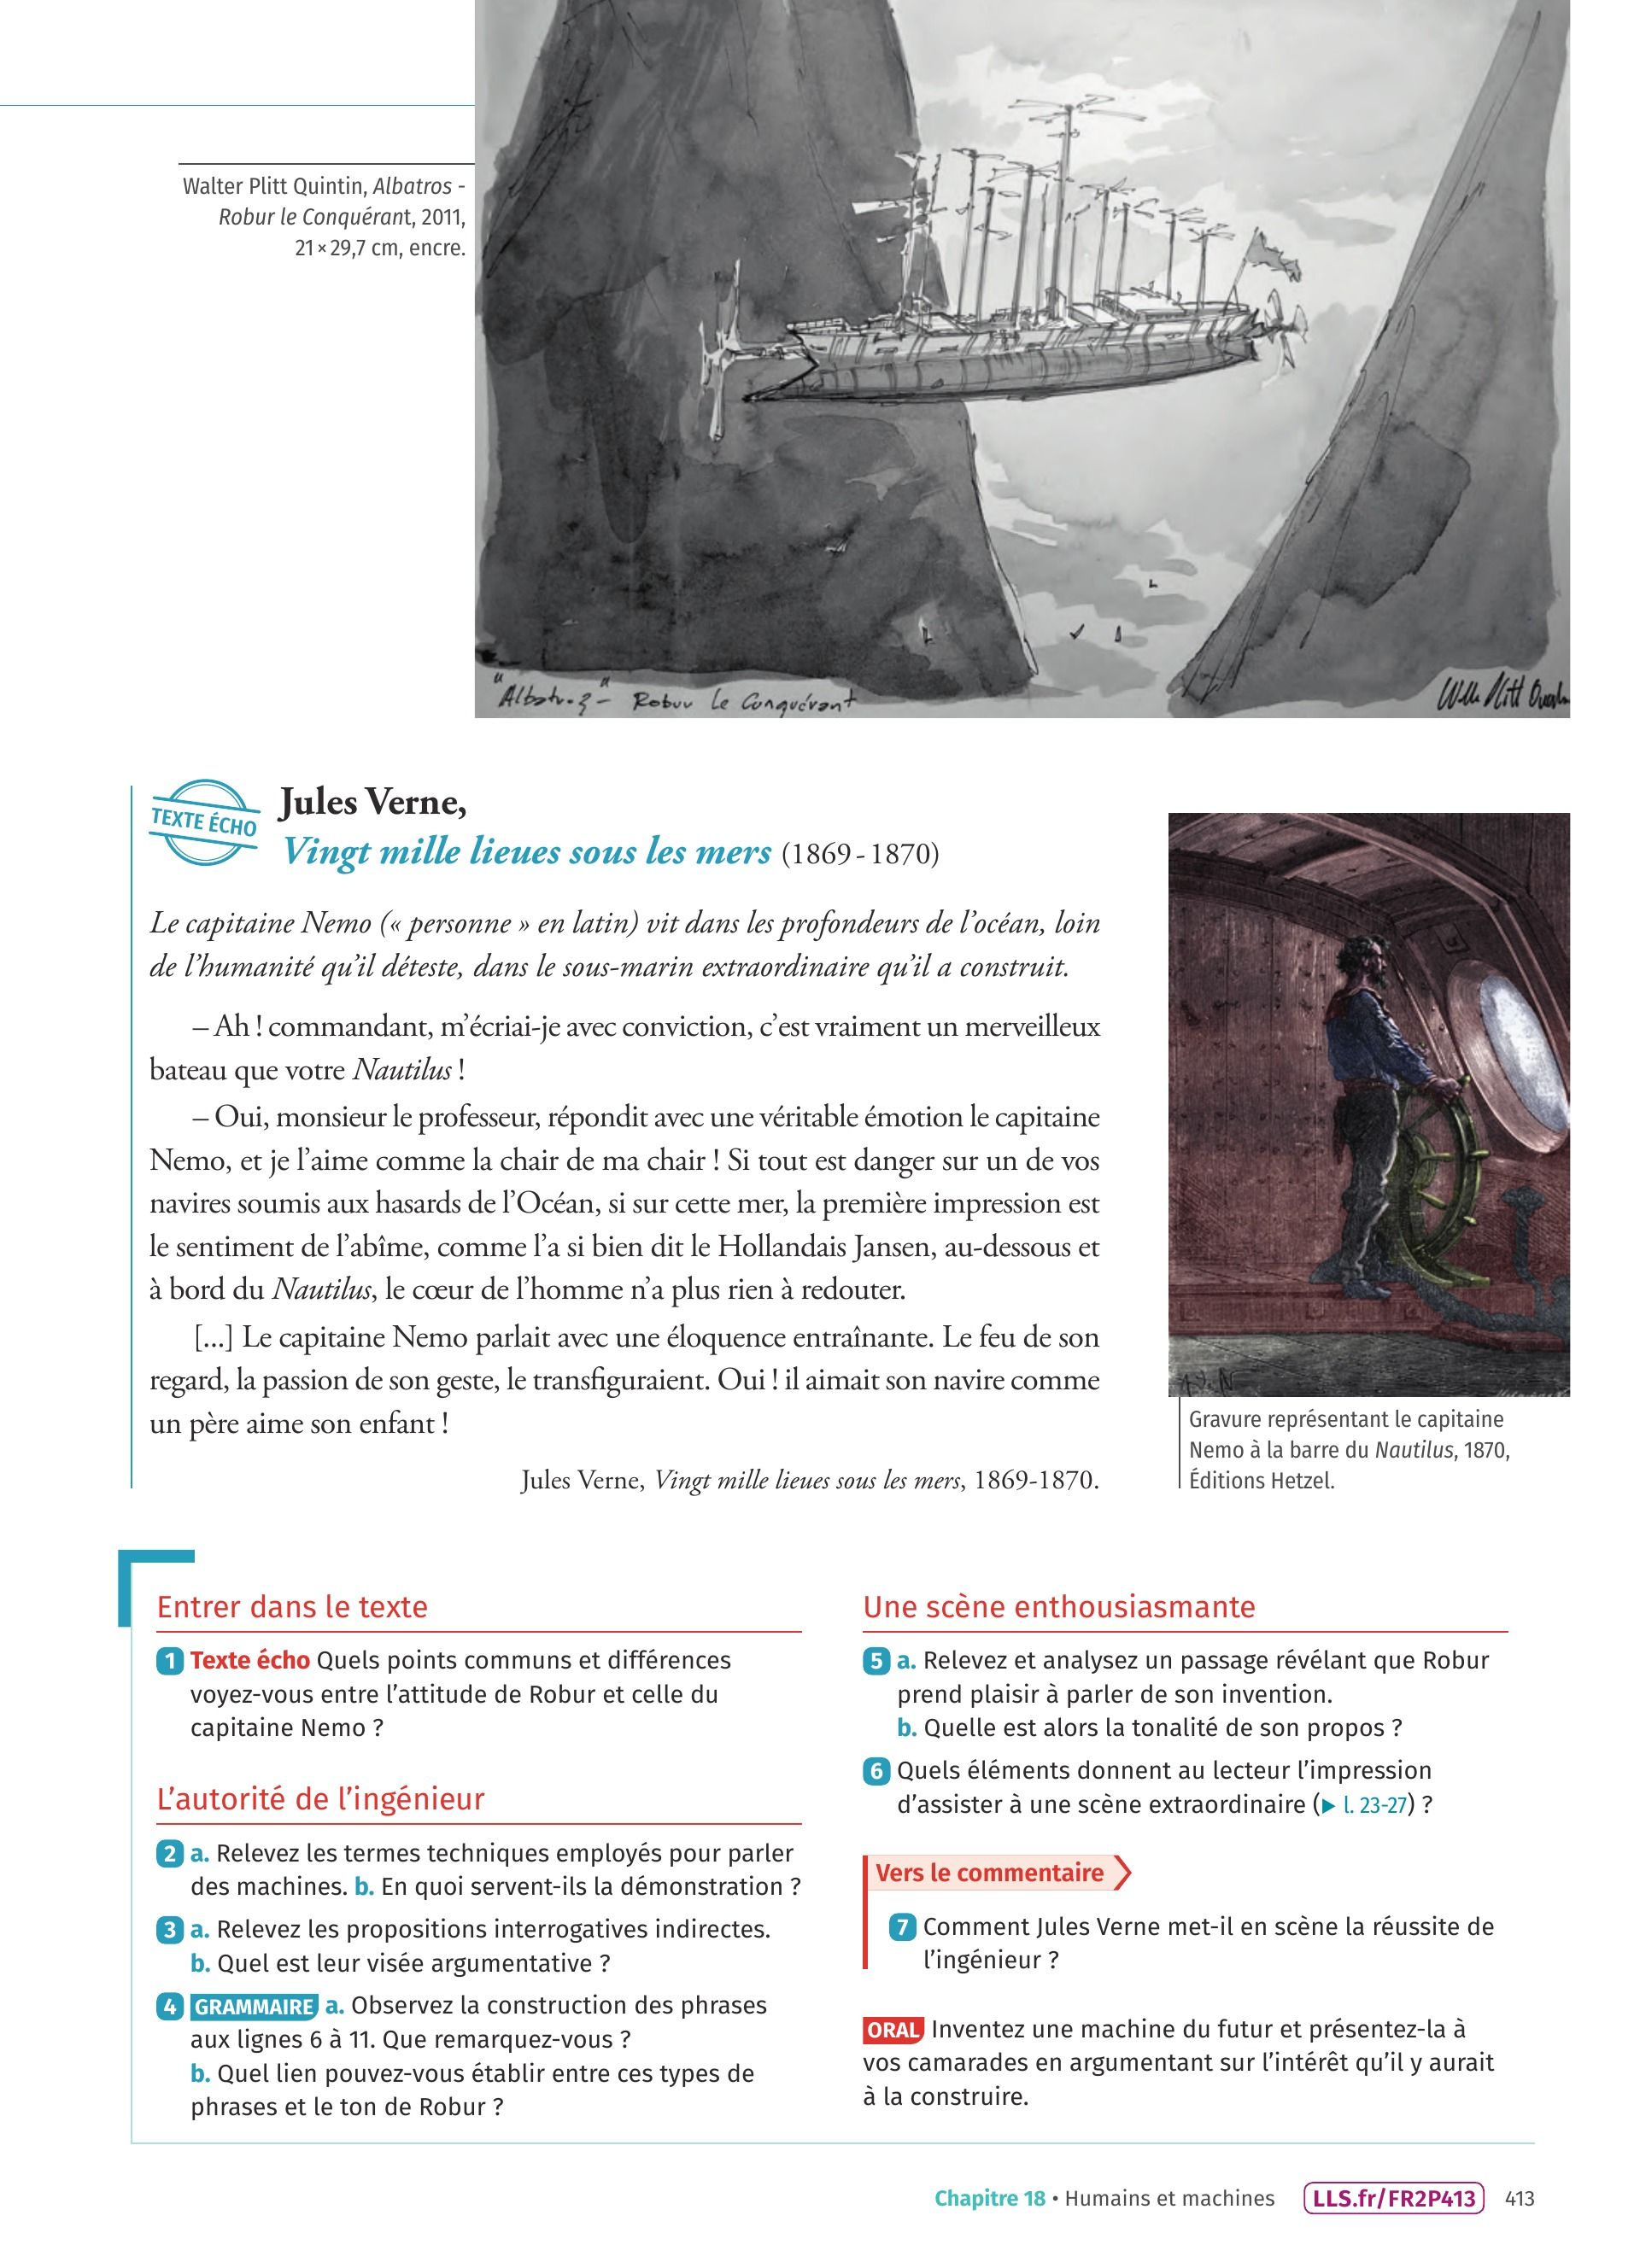 Walter Plitt Quintin, Albatros -
Robur le Conquérant, 2011,
21 × 29,7 cm, encre.
Robur Le Conquérant
TEXTE ÉCHO
Jules Verne,
Vingt mille lieues sous les mers (1869-1870)
Le capitaine Nemo (« personne » en latin) vit dans les profondeurs de l’océan, loin
de l’humanité qu’il déteste, dans le sous-marin extraordinaire qu’il a construit.
– Ah ! commandant, m’écriai-je avec conviction, c’est vraiment un merveilleux
bateau que votre Nautilus !
– Oui, monsieur le professeur, répondit avec une véritable émotion le capitaine
Nemo, et je l’aime comme la chair de ma chair ! Si tout est danger sur un de vos
navires soumis aux hasards de l’Océan, si sur cette mer, la première impression est
le sentiment de l’abîme, comme l’a si bien dit le Hollandais Jansen, au-dessous et
à bord du Nautilus, le cœur de l’homme n’a plus rien à redouter.
[…] Le capitaine Nemo parlait avec une éloquence entraînante. Le feu de son
regard, la passion de son geste, le transfiguraient. Oui ! il aimait son navire comme
un père aime son enfant !
Jules Verne, Vingt mille lieues sous les mers, 1869-1870.
Gravure représentant le capitaine
Nemo à la barre du Nautilus, 1870,
Éditions Hetzel.
Entrer dans le texte
1 Texte écho Quels points communs et différences
voyez-vous entre l’attitude de Robur et celle du
capitaine Nemo ?
L’autorité de l’ingénieur
2 a. Relevez les termes techniques employés pour parler
des machines. b. En quoi servent-ils la démonstration ?
3 a. Relevez les propositions interrogatives indirectes.
b. Quel est leur visée argumentative ?
4 GRAMMAIRE a. Observez la construction des phrases
aux lignes 6 à 11. Que remarquez-vous ?
b. Quel lien pouvez-vous établir entre ces types de
phrases et le ton de Robur ?
Une scène enthousiasmante
5 a. Relevez et analysez un passage révélant que Robur
prend plaisir à parler de son invention.
b. Quelle est alors la tonalité de son propos ?
6 Quels éléments donnent au lecteur l’impression
d’assister à une scène extraordinaire (▶ l. 23-27) ?
Vers le commentaire
7 Comment Jules Verne met-il en scène la réussite de
l’ingénieur ?
ORAL Inventez une machine du futur et présentez-la à
vos camarades en argumentant sur l’intérêt qu’il y aurait
à la construire.
Chapitre 18 • Humains et machines LLS.fr/FR2P413 413